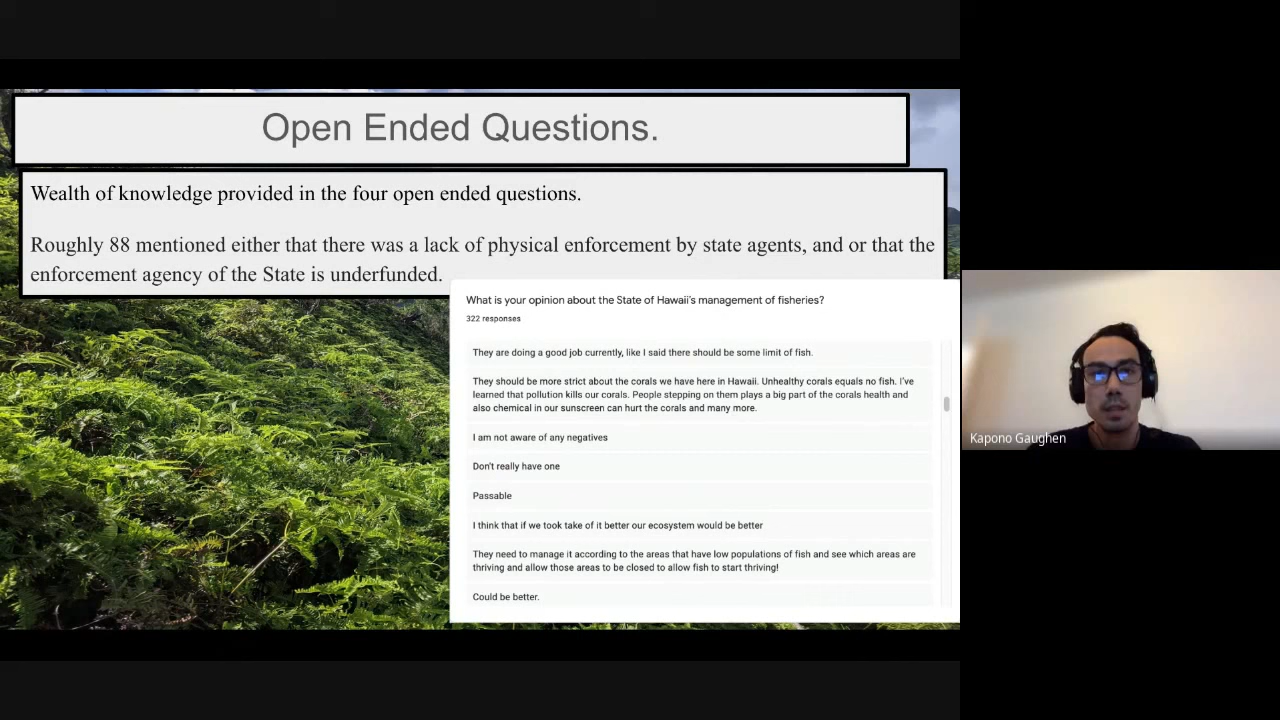 Open Ended Questions.
Wealth of knowledge provided in the four open ended questions.
Roughly 88 mentioned either that there was a lack of physical enforcement by state agents, and or that the
enforcement agency of the State is underfunded.
What is your opinion about the State of Hawaii's management of fisheries?
322 responses
They are doing a good job currently, like I said there should be some limit of fish.
They should be more strict about the corals we have here in Hawaii. Unhealthy corals equals no fish. I've
learned that pollution kills our corals. People stepping on them plays a big part of the corals health and
also chemical in our sunscreen can hurt the corals and many more.
I am not aware of any negatives
Don't really have one
Passable
I think that if we took take of it better our ecosystem would be better
They need to manage it according to the areas that have low populations of fish and see which areas are
thriving and allow those areas to be closed to allow fish to start thriving!
Could be better.
Kapono Gaughen